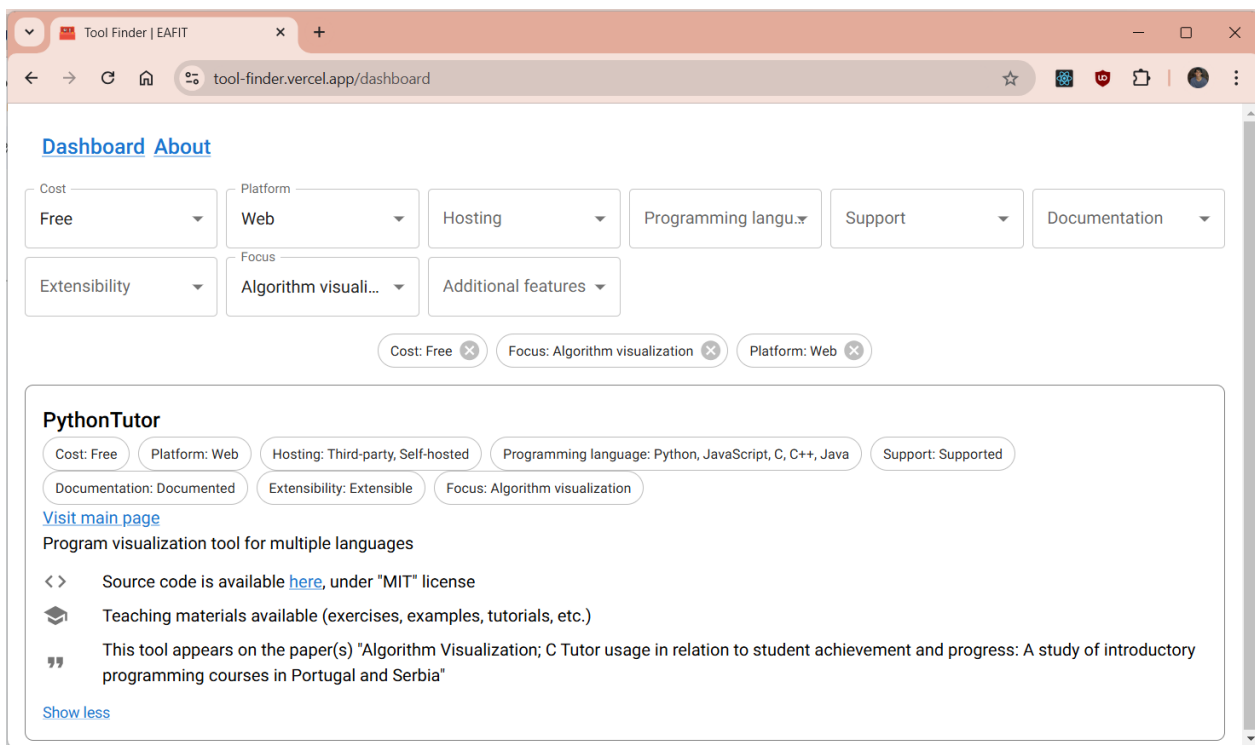 Tool Finder | EAFIT
tool-finder.vercel.app/dashboard
Dashboard About
Cost
Free
Platform
Web
Hosting
Programming langu...
Support
Documentation
Extensibility
Focus
Algorithm visuali...
Additional features
Cost: Free
Focus: Algorithm visualization
Platform: Web
PythonTutor
Cost: Free
Platform: Web
Hosting: Third-party, Self-hosted
Programming language: Python, JavaScript, C, C++, Java
Support: Supported
Documentation: Documented
Extensibility: Extensible
Focus: Algorithm visualization
Visit main page
Program visualization tool for multiple languages
Source code is available here, under "MIT" license
Teaching materials available (exercises, examples, tutorials, etc.)
This tool appears on the paper(s) "Algorithm Visualization; C Tutor usage in relation to student achievement and progress: A study of introductory
programming courses in Portugal and Serbia"
Show less